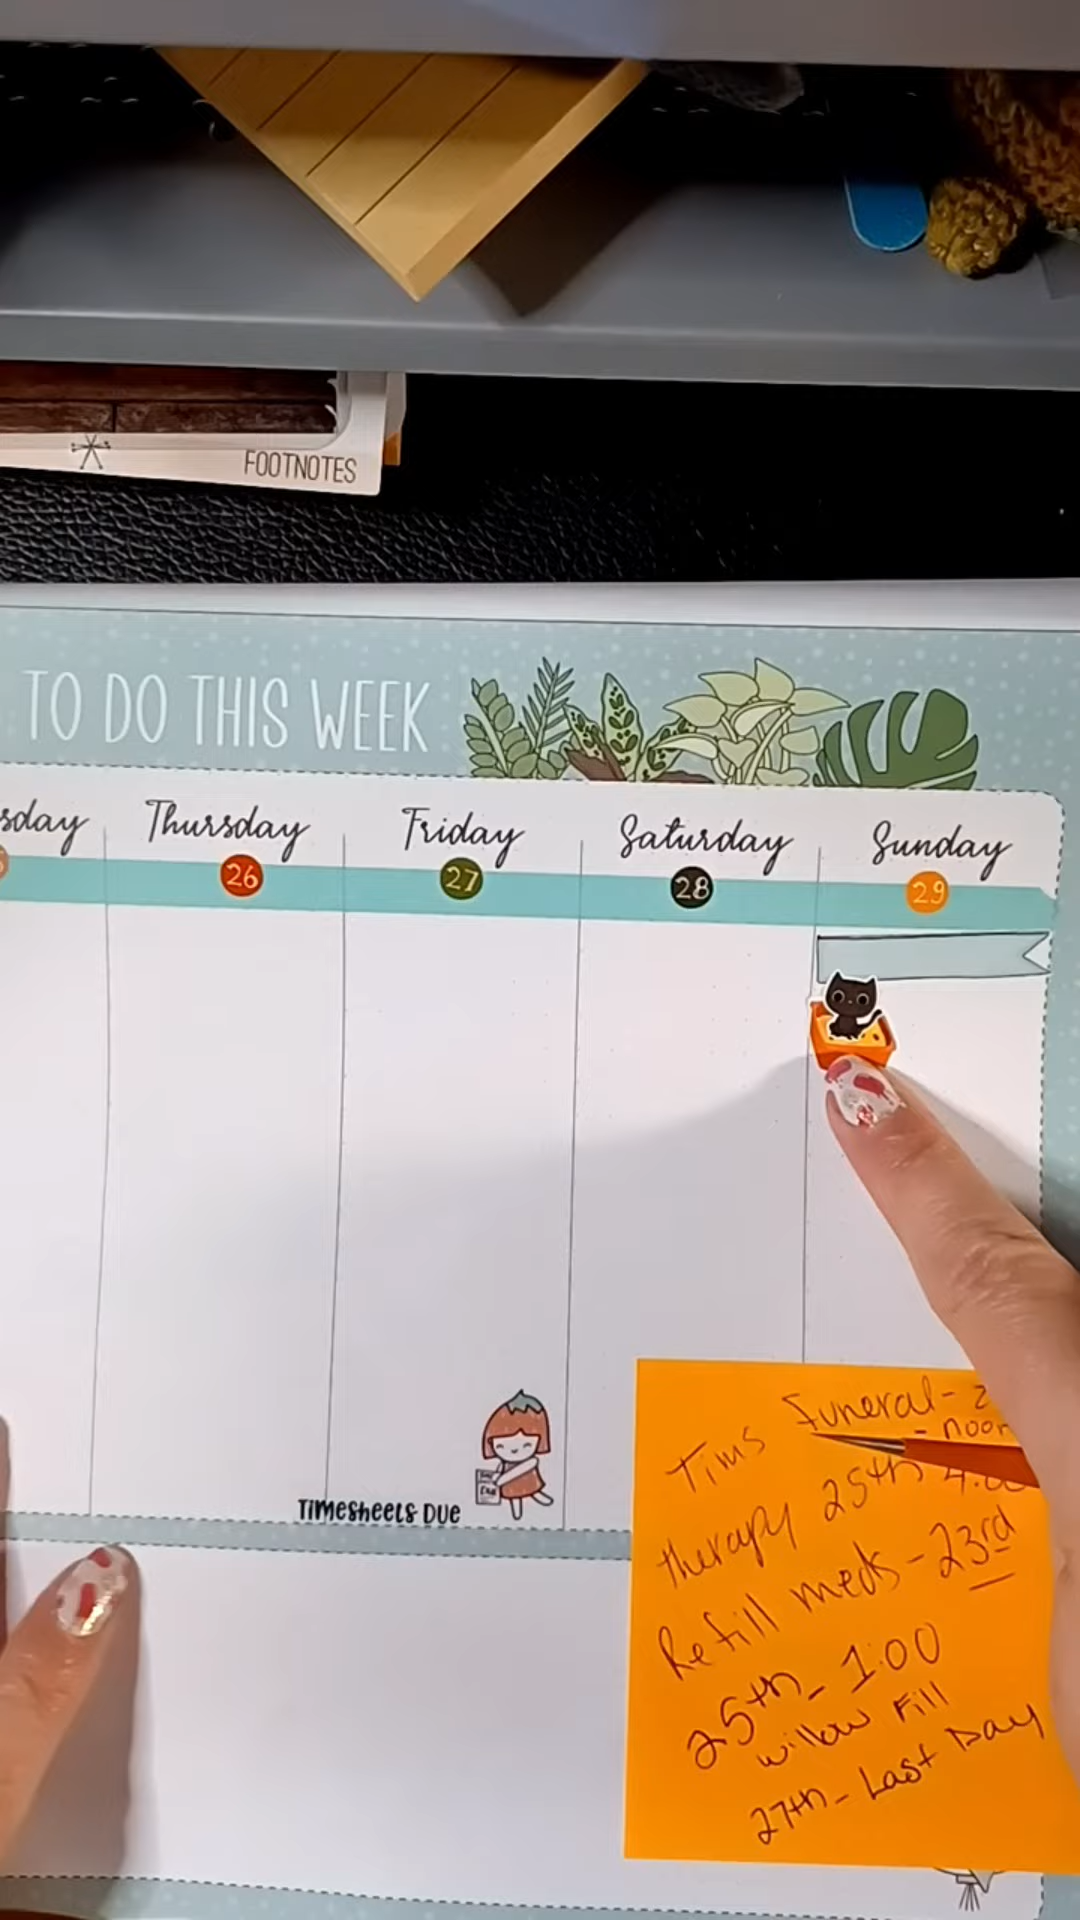 FOOTNOTES
TO DO THIS WEEK
sday Thursday Friday Saturday Sunday
26 27 28 29
TIMESHEETS DUE
Tims Funeral-
- noon
therapy 25th
Refill meds - 23rd
25th - 1:00
willow Fill
27th - Last Day